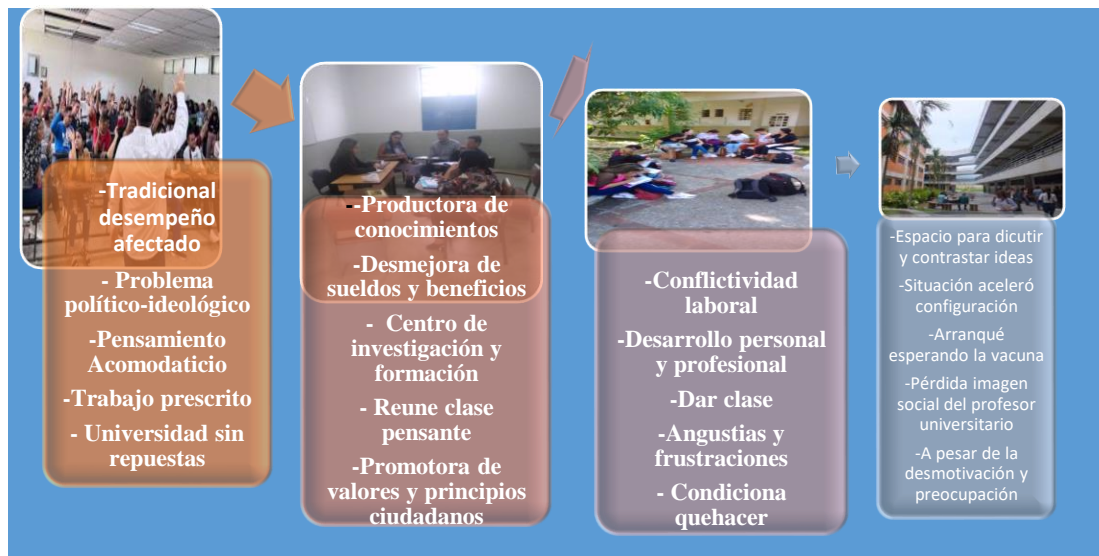 -Tradicional
desempeño
afectado
- Problema
político-ideológico
-Pensamiento
Acomodaticio
-Trabajo prescrito
- Universidad sin
repuestas
--Productora de
conocimientos
-Desmejora de
sueldos y beneficios
- Centro de
investigación y
formación
- Reune clase
pensante
-Promotora de
valores y principios
ciudadanos
-Conflictividad
laboral
-Desarrollo personal
y profesional
-Dar clase
-Angustias y
frustraciones
- Condiciona
quehacer
-Espacio para dicutir
y contrastar ideas
-Situación aceleró
configuración
-Arranqué
esperando la vacuna
-Pérdida imagen
social del profesor
universitario
-A pesar de la
desmotivación y
preocupación